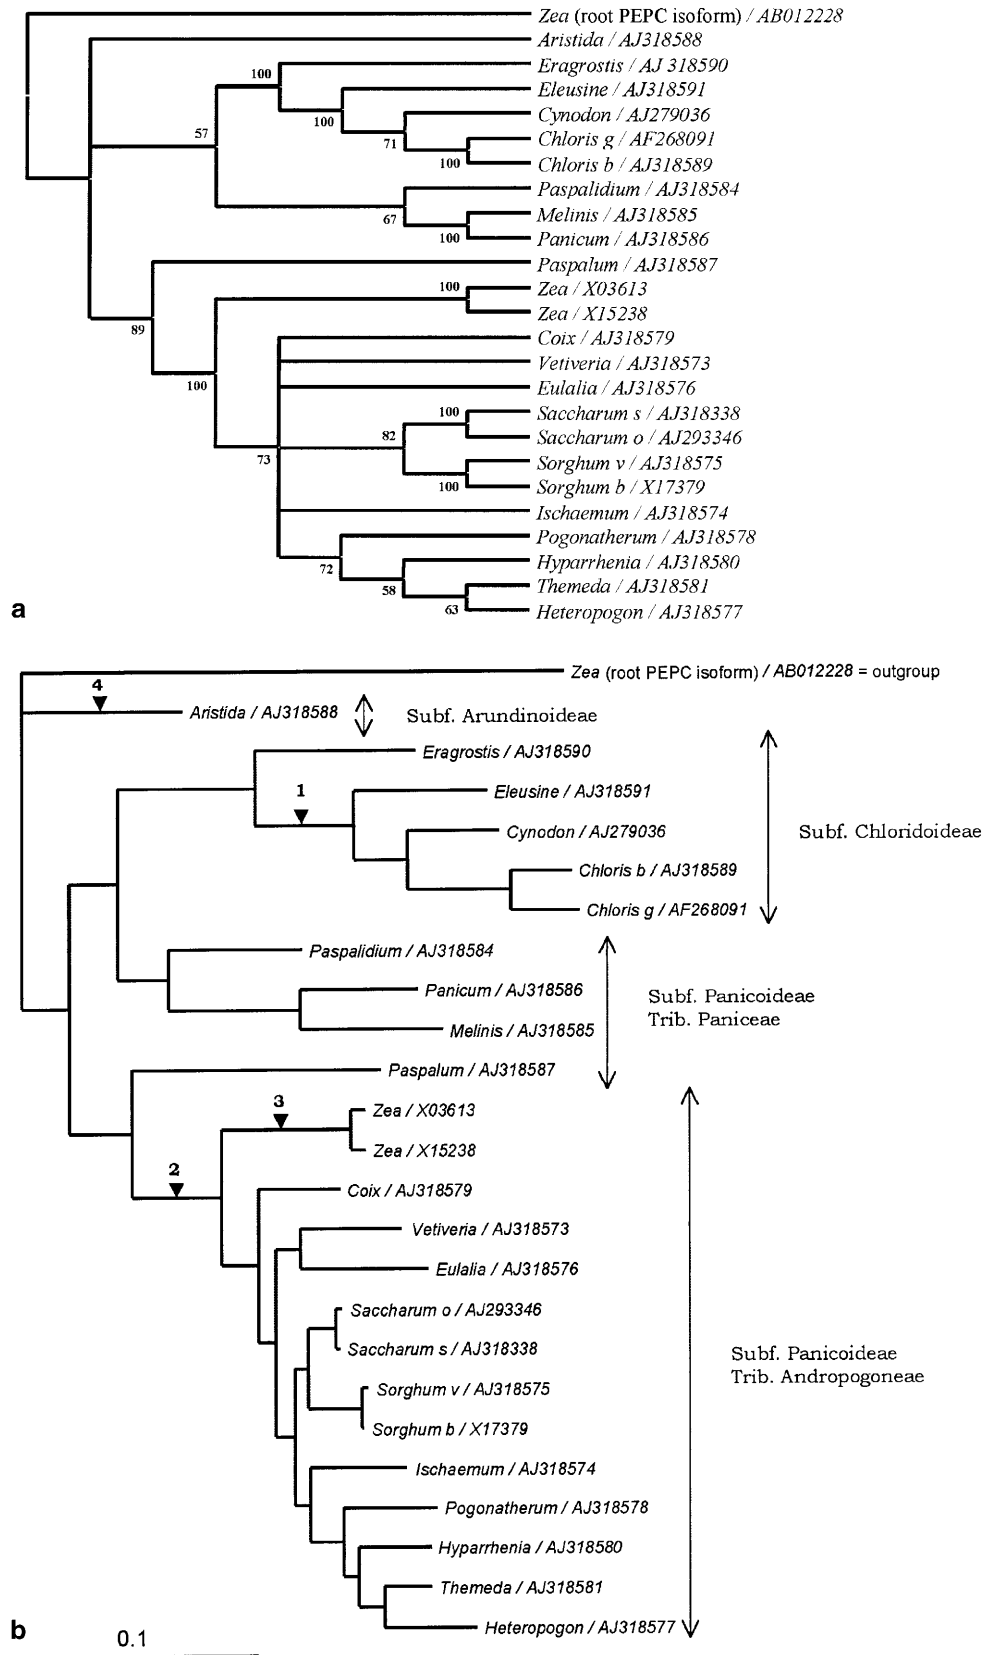 Zea (root PEPC isoform) / AB012228
Aristida / AJ318588
Eragrostis / AJ 318590
100
Eleusine / AJ318591
Cynodon / AJ279036
100
57
Chloris g / AF268091
71
Chloris b / AJ318589
100
Paspalidium / AJ318584
Melinis / AJ318585
67
Panicum / AJ318586
100
Paspalum / AJ318587
Zea / X03613
100
Zea / X15238
89
Coix / AJ318579
Vetiveria / AJ318573
100
Eulalia / AJ318576
Saccharum s / AJ318338
100
Saccharum o / AJ293346
82
73
Sorghum v / AJ318575
Sorghum b / X17379
100
Ischaemum / AJ318574
Pogonatherum / AJ318578
72
Hyparrhenia / AJ318580
Themeda / AJ318581
58
Heteropogon / AJ318577
63
a
Zea (root PEPC isoform) / AB012228 = outgroup
4
Aristida / AJ318588
Subf. Arundinoideae
Eragrostis / AJ318590
1
Eleusine / AJ318591
Cynodon / AJ279036
Subf. Chloridoideae
Chloris b / AJ318589
Chloris g / AF268091
Paspalidium / AJ318584
Panicum / AJ318586
Subf. Panicoideae
Trib. Paniceae
Melinis / AJ318585
Paspalum / AJ318587
3
Zea / X03613
Zea / X15238
2
Coix / AJ318579
Vetiveria / AJ318573
Eulalia / AJ318576
Saccharum o / AJ293346
Saccharum s / AJ318338
Subf. Panicoideae
Trib. Andropogoneae
Sorghum v / AJ318575
Sorghum b / X17379
Ischaemum / AJ318574
Pogonatherum / AJ318578
Hyparrhenia / AJ318580
Themeda / AJ318581
Heteropogon / AJ318577
b
0.1